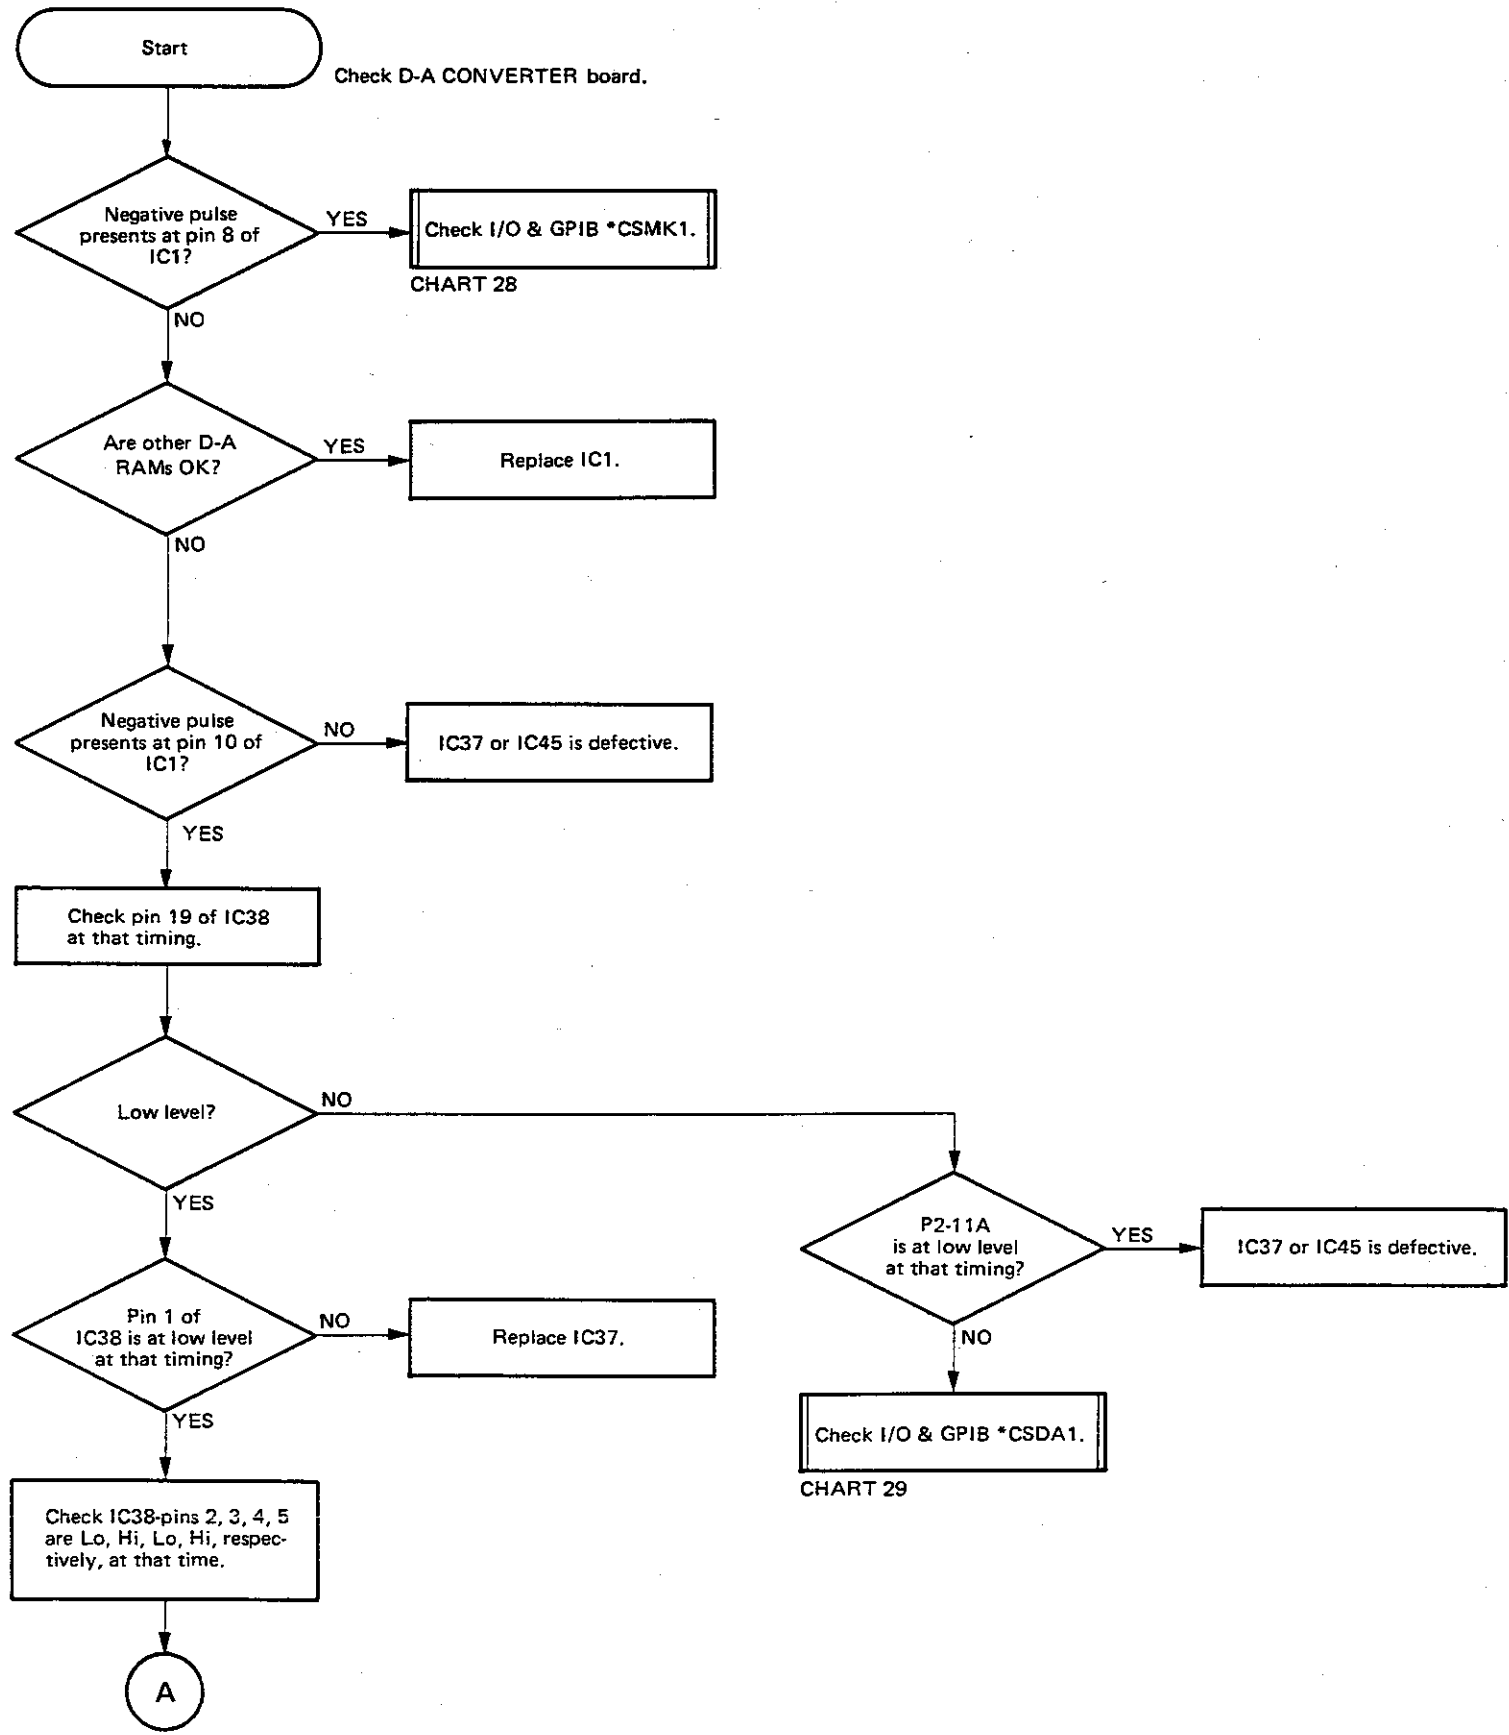 Start
Check D-A CONVERTER board.
Negative pulse
presents at pin 8 of
IC1?
YES
Check I/O & GPIB *CSMK1.
CHART 28
NO
Are other D-A
RAMs OK?
YES
Replace IC1.
NO
Negative pulse
presents at pin 10 of
IC1?
NO
IC37 or IC45 is defective.
YES
Check pin 19 of IC38
at that timing.
Low level?
NO
YES
P2-11A
is at low level
at that timing?
YES
IC37 or IC45 is defective.
Pin 1 of
IC38 is at low level
at that timing?
NO
Replace IC37.
NO
Check I/O & GPIB *CSDA1.
CHART 29
YES
Check IC38-pins 2, 3, 4, 5
are Lo, Hi, Lo, Hi, respec-
tively, at that time.
A